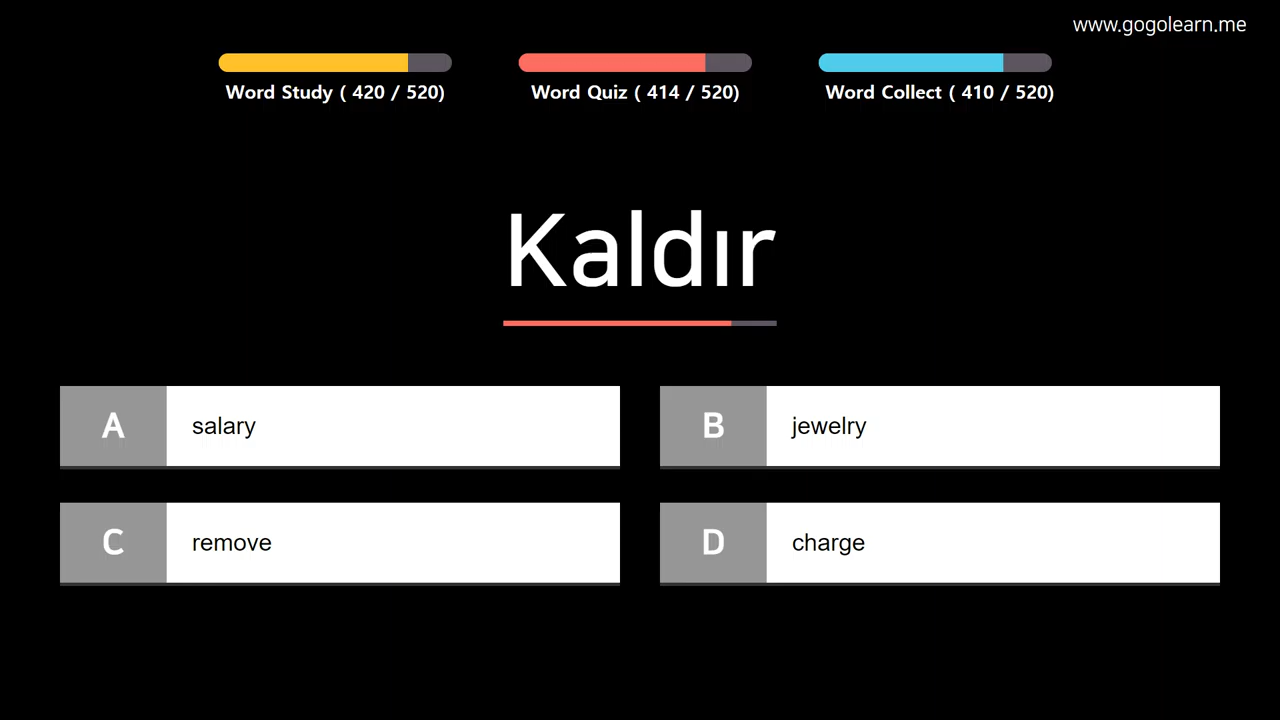 www.gogolearn.me
Word Study ( 420 / 520)
Word Quiz ( 414 / 520)
Word Collect ( 410 / 520)
Kaldır
A salary
B jewelry
C remove
D charge